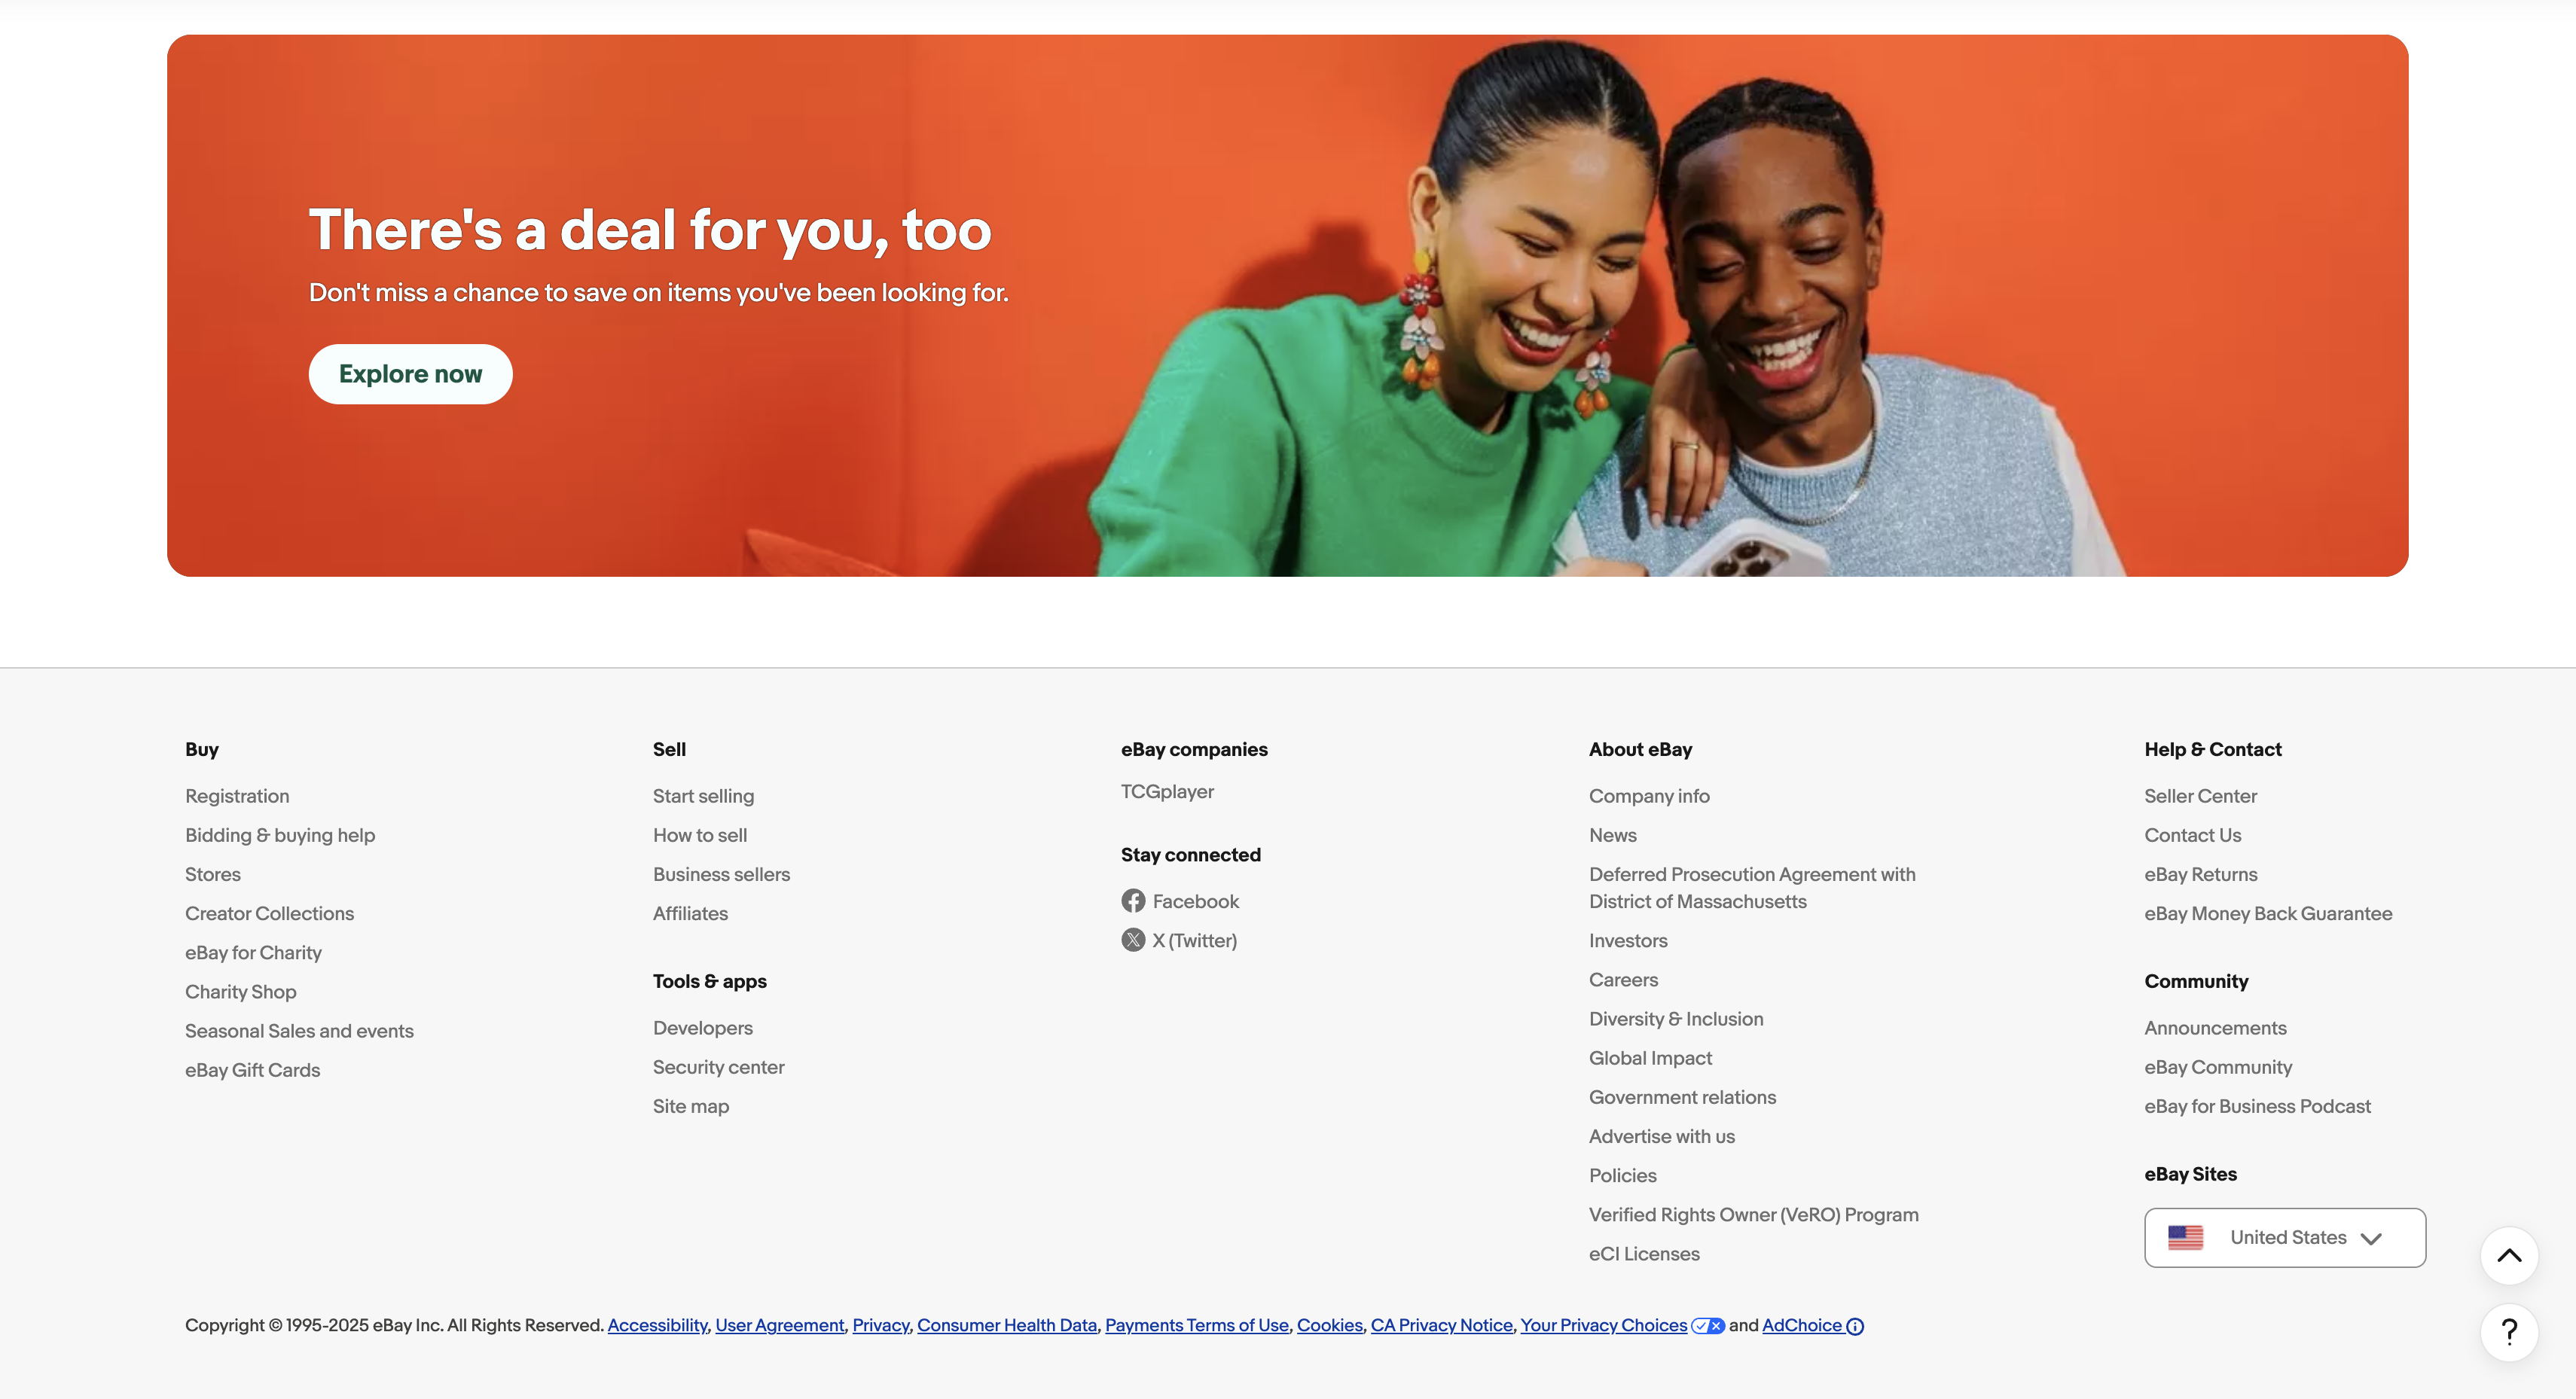 There's a deal for you, too
Don't miss a chance to save on items you've been looking for.
Explore now
Buy
Registration
Bidding & buying help
Stores
Creator Collections
eBay for Charity
Charity Shop
Seasonal Sales and events
eBay Gift Cards
Sell
Start selling
How to sell
Business sellers
Affiliates
Tools & apps
Developers
Security center
Site map
eBay companies
TCGplayer
Stay connected
Facebook
X (Twitter)
About eBay
Company info
News
Deferred Prosecution Agreement with
District of Massachusetts
Investors
Careers
Diversity & Inclusion
Global Impact
Government relations
Advertise with us
Policies
Verified Rights Owner (VeRO) Program
eCI Licenses
Help & Contact
Seller Center
Contact Us
eBay Returns
eBay Money Back Guarantee
Community
Announcements
eBay Community
eBay for Business Podcast
eBay Sites
United States
?
Copyright © 1995-2025 eBay Inc. All Rights Reserved. Accessibility, User Agreement, Privacy, Consumer Health Data, Payments Terms of Use, Cookies, CA Privacy Notice, Your Privacy Choices and AdChoice